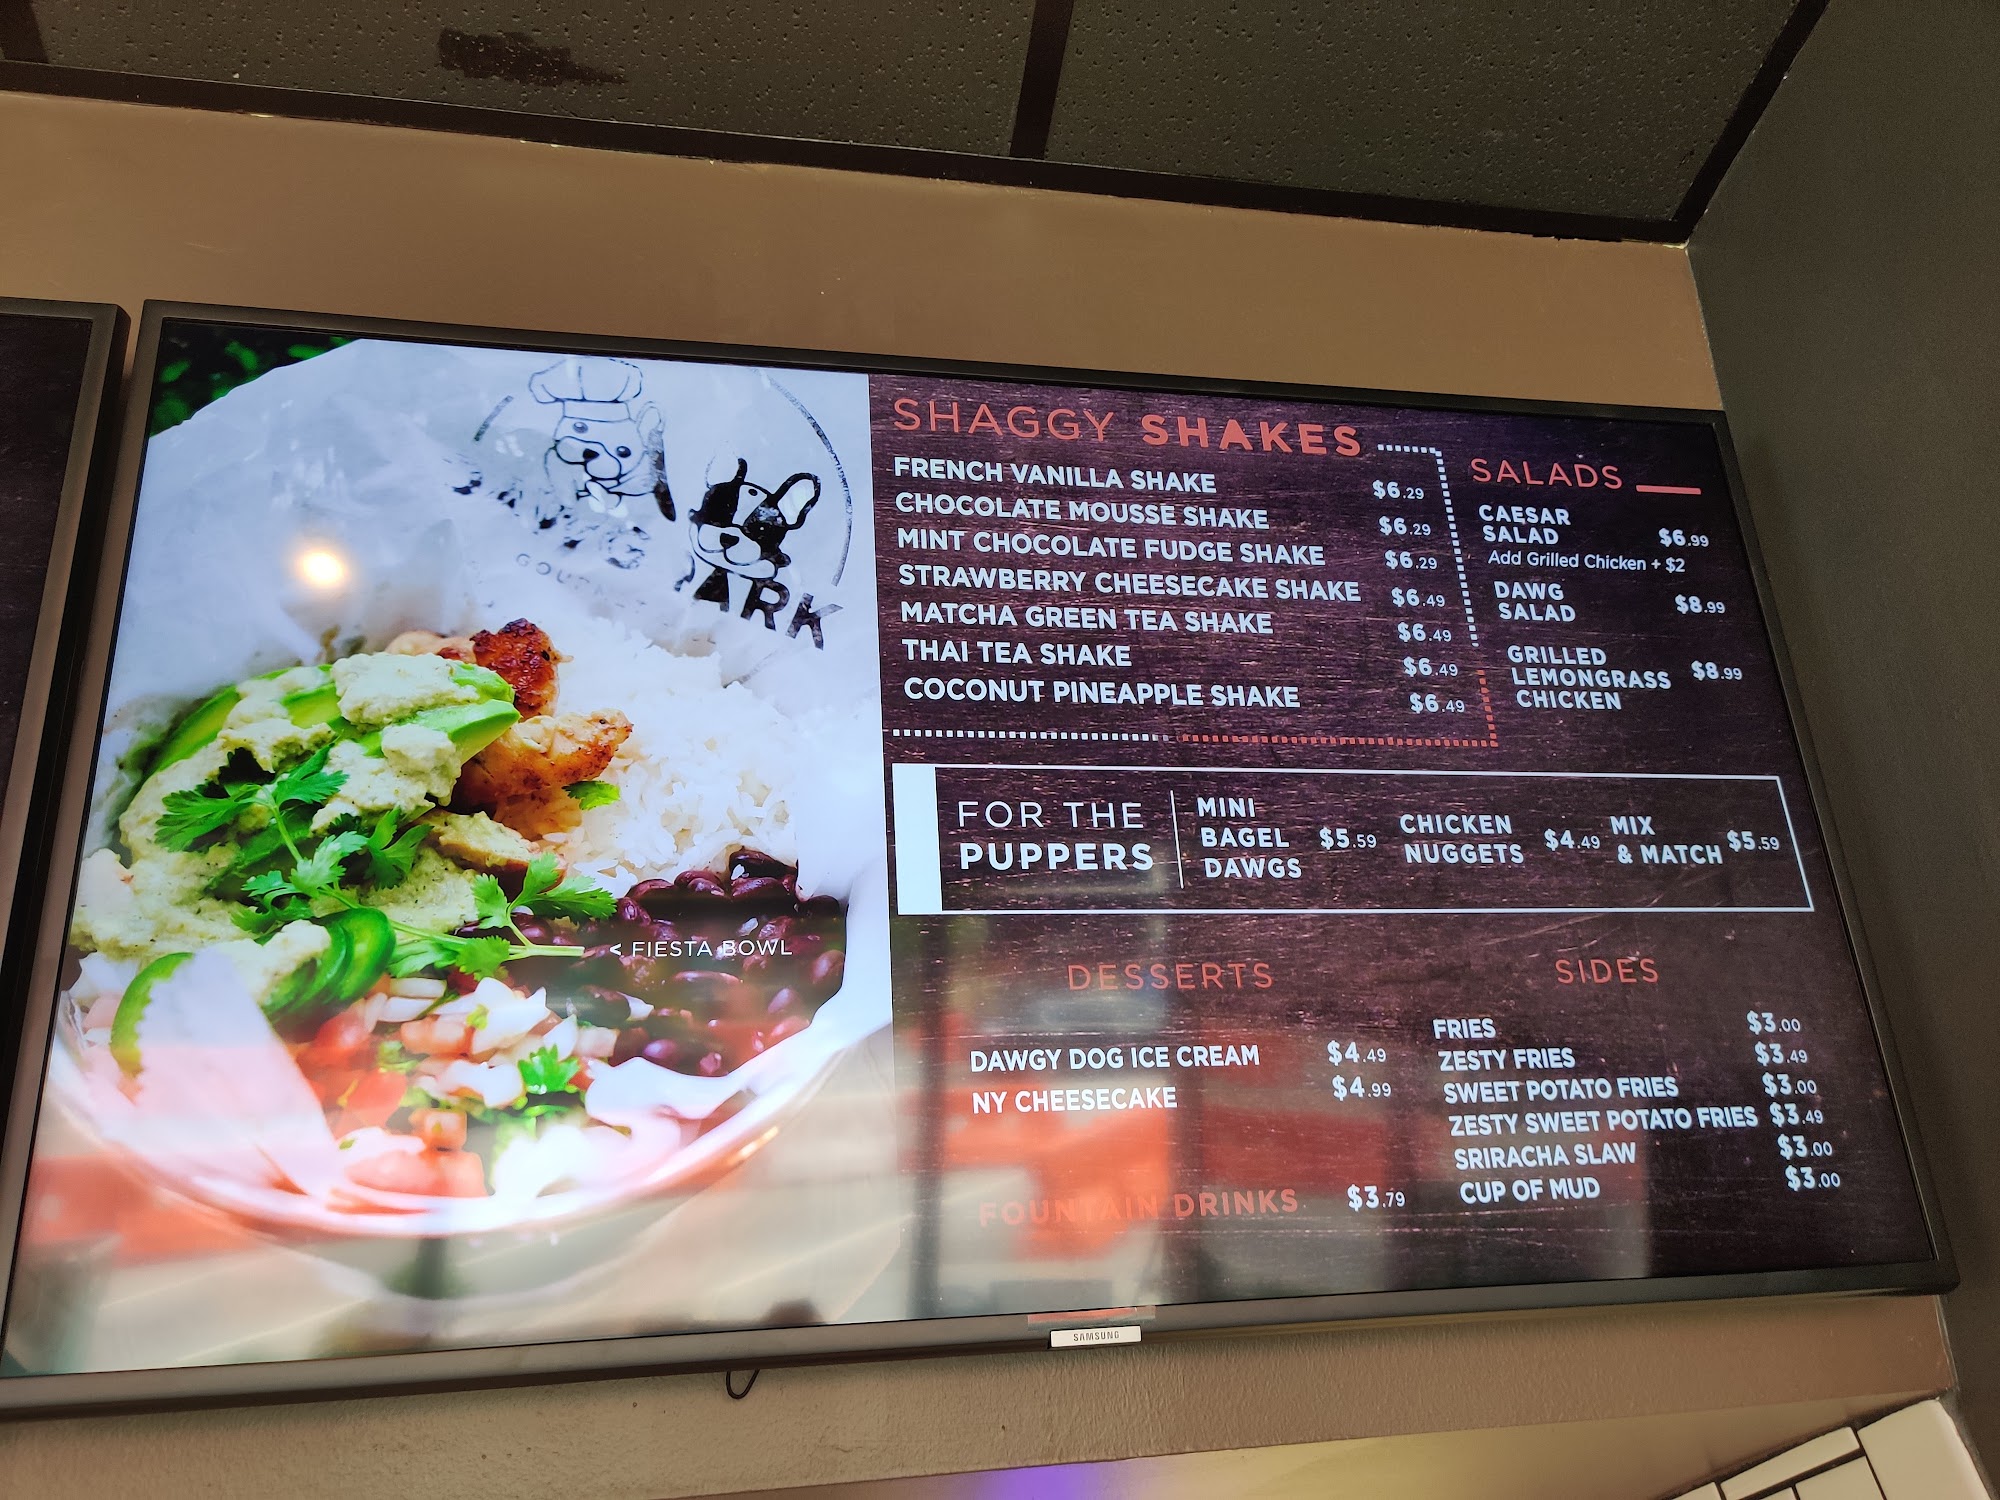 GOU
ARK
< FIESTA BOWL
SHAGGY SHAKES
FRENCH VANILLA SHAKE $6.29
CHOCOLATE MOUSSE SHAKE $6.29
MINT CHOCOLATE FUDGE SHAKE $6.29
STRAWBERRY CHEESECAKE SHAKE $6.49
MATCHA GREEN TEA SHAKE $6.49
THAI TEA SHAKE $6.49
COCONUT PINEAPPLE SHAKE $6.49
SALADS
CAESAR
SALAD $6.99
Add Grilled Chicken + $2
DAWG
SALAD $8.99
GRILLED
LEMONGRASS $8.99
CHICKEN
FOR THE
PUPPERS
MINI
BAGEL $5.59
DAWGS
CHICKEN
NUGGETS $4.49
MIX
& MATCH $5.59
DESSERTS
DAWGY DOG ICE CREAM $4.49
NY CHEESECAKE $4.99
FOUNTAIN DRINKS $3.79
SIDES
FRIES $3.00
ZESTY FRIES $3.49
SWEET POTATO FRIES $3.00
ZESTY SWEET POTATO FRIES $3.49
SRIRACHA SLAW $3.00
CUP OF MUD $3.00
SAMSUNG